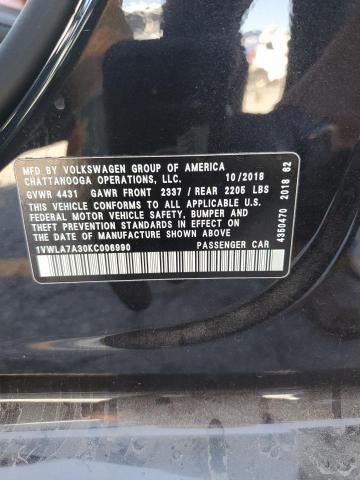 MFD BY VOLKSWAGEN GROUP OF AMERICA
CHATTANOOGA OPERATIONS, LLC. 10/2018
GVWR 4431 GAWR FRONT 2337 / REAR 2205 LBS
THIS VEHICLE CONFORMS TO ALL APPLICABLE U.S.
FEDERAL MOTOR VEHICLE SAFETY, BUMPER AND
THEFT PREVENTION STANDARDS IN EFFECT ON
THE DATE OF MANUFACTURE SHOWN ABOVE
1VWLA7A30KC006990 PASSENGER CAR
4350470 2018 62